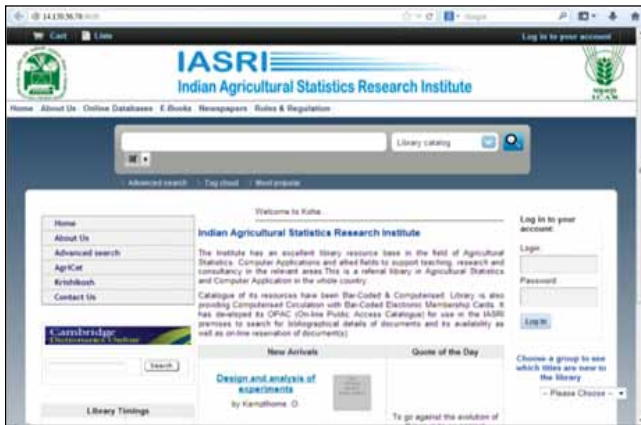 Cart Lists Log in to your account
IASRI
Indian Agricultural Statistics Research Institute
Home About Us Online Databases E-Books Newspapers Rules & Regulation
Library catalog
Advanced search Tag cloud Most popular
Home
About Us
Advanced search
AgriCat
Krishikosh
Contact Us
Cambridge
Dictionaries Online
Search
Library Timings
Welcome to Koha...
Indian Agricultural Statistics Research Institute
The Institute has an excellent library resource base in the field of Agricultural
Statistics, Computer Applications and allied fields to support teaching, research and
consultancy in the relevant areas.This is a referral library in Agricultural Statistics
and Computer Application in the whole country.
Catalogue of its resources have been Bar-Coded & Computerised. Library is also
providing Computerised Circulation with Bar-Coded Electronic Membership Cards. It
has developed its OPAC (On-line Public Access Catalogue) for use in the IASRI
premises to search for bibliographical details of documents and its availability as
well as on-line reservation of document(s).
New Arrivals
Design and analysis of
experiments
by Kempthorne, O.
Quote of the Day
To go against the evolution of
Log in to your
account:
Login:
Password:
Log In
Choose a group to see
which titles are new to
the library
-- Please Choose --